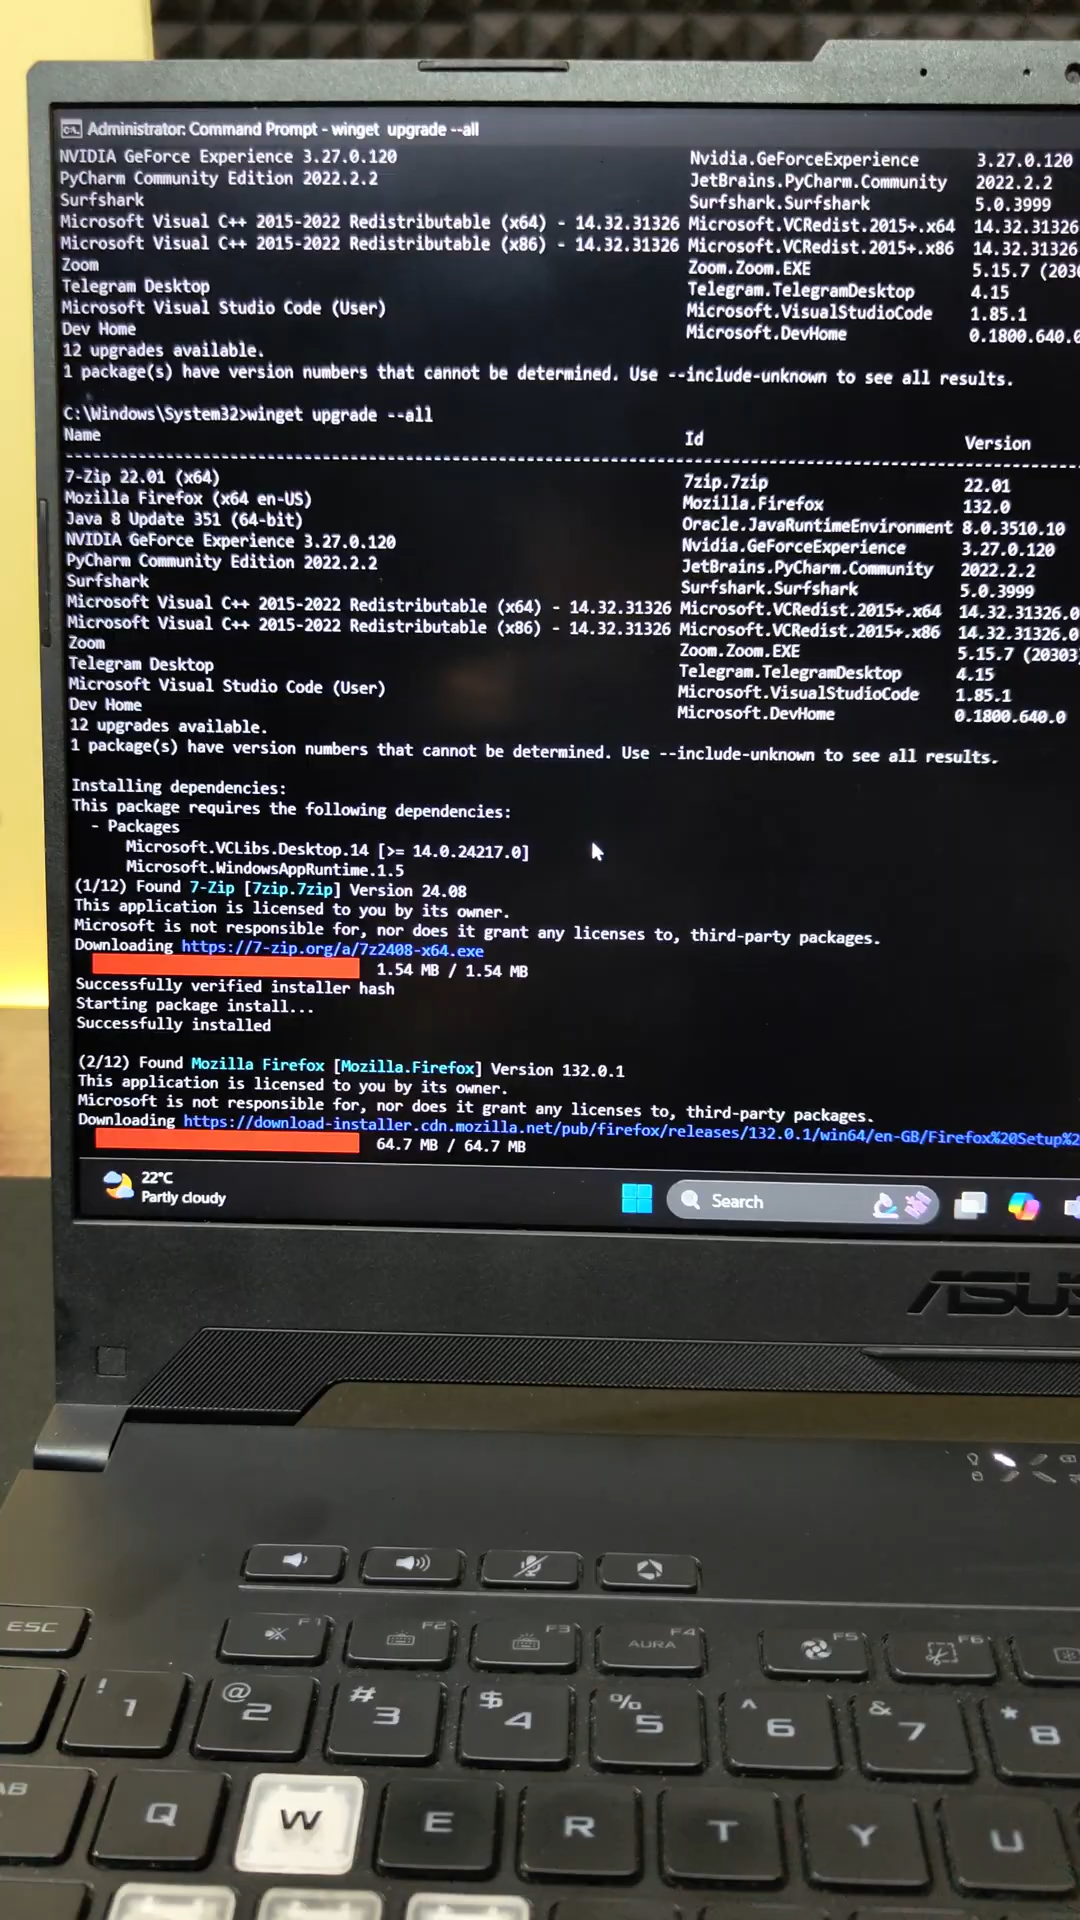 Administrator: Command Prompt - winget  upgrade --all
NVIDIA GeForce Experience 3.27.0.120 Nvidia.GeForceExperience 3.27.0.120
PyCharm Community Edition 2022.2.2 JetBrains.PyCharm.Community 2022.2.2
Surfshark Surfshark.Surfshark 5.0.3999
Microsoft Visual C++ 2015-2022 Redistributable (x64) - 14.32.31326 Microsoft.VCRedist.2015+.x64 14.32.31326
Microsoft Visual C++ 2015-2022 Redistributable (x86) - 14.32.31326 Microsoft.VCRedist.2015+.x86 14.32.31326
Zoom Zoom.Zoom.EXE 5.15.7 (2030
Telegram Desktop Telegram.TelegramDesktop 4.15
Microsoft Visual Studio Code (User) Microsoft.VisualStudioCode 1.85.1
Dev Home Microsoft.DevHome 0.1800.640.0
12 upgrades available.
1 package(s) have version numbers that cannot be determined. Use --include-unknown to see all results.
C:\Windows\System32>winget upgrade --all
Name Id Version
7-Zip 22.01 (x64) 7zip.7zip 22.01
Mozilla Firefox (x64 en-US) Mozilla.Firefox 132.0
Java 8 Update 351 (64-bit) Oracle.JavaRuntimeEnvironment 8.0.3510.10
NVIDIA GeForce Experience 3.27.0.120 Nvidia.GeForceExperience 3.27.0.120
PyCharm Community Edition 2022.2.2 JetBrains.PyCharm.Community 2022.2.2
Surfshark Surfshark.Surfshark 5.0.3999
Microsoft Visual C++ 2015-2022 Redistributable (x64) - 14.32.31326 Microsoft.VCRedist.2015+.x64 14.32.31326.0
Microsoft Visual C++ 2015-2022 Redistributable (x86) - 14.32.31326 Microsoft.VCRedist.2015+.x86 14.32.31326.0
Zoom Zoom.Zoom.EXE 5.15.7 (20303)
Telegram Desktop Telegram.TelegramDesktop 4.15
Microsoft Visual Studio Code (User) Microsoft.VisualStudioCode 1.85.1
Dev Home Microsoft.DevHome 0.1800.640.0
12 upgrades available.
1 package(s) have version numbers that cannot be determined. Use --include-unknown to see all results.
Installing dependencies:
This package requires the following dependencies:
- Packages
Microsoft.VCLibs.Desktop.14 [>= 14.0.24217.0]
Microsoft.WindowsAppRuntime.1.5
(1/12) Found 7-Zip [7zip.7zip] Version 24.08
This application is licensed to you by its owner.
Microsoft is not responsible for, nor does it grant any licenses to, third-party packages.
Downloading https://7-zip.org/a/7z2408-x64.exe
1.54 MB / 1.54 MB
Successfully verified installer hash
Starting package install...
Successfully installed
(2/12) Found Mozilla Firefox [Mozilla.Firefox] Version 132.0.1
This application is licensed to you by its owner.
Microsoft is not responsible for, nor does it grant any licenses to, third-party packages.
Downloading https://download-installer.cdn.mozilla.net/pub/firefox/releases/132.0.1/win64/en-GB/Firefox%20Setup%2
64.7 MB / 64.7 MB
22°C
Partly cloudy
Search
ASUS
ESC F1 F2 F3 AURA F4 F5 F6
! 1 @ 2 # 3 $ 4 % 5 ^ 6 & 7 * 8
AB Q W E R T Y U